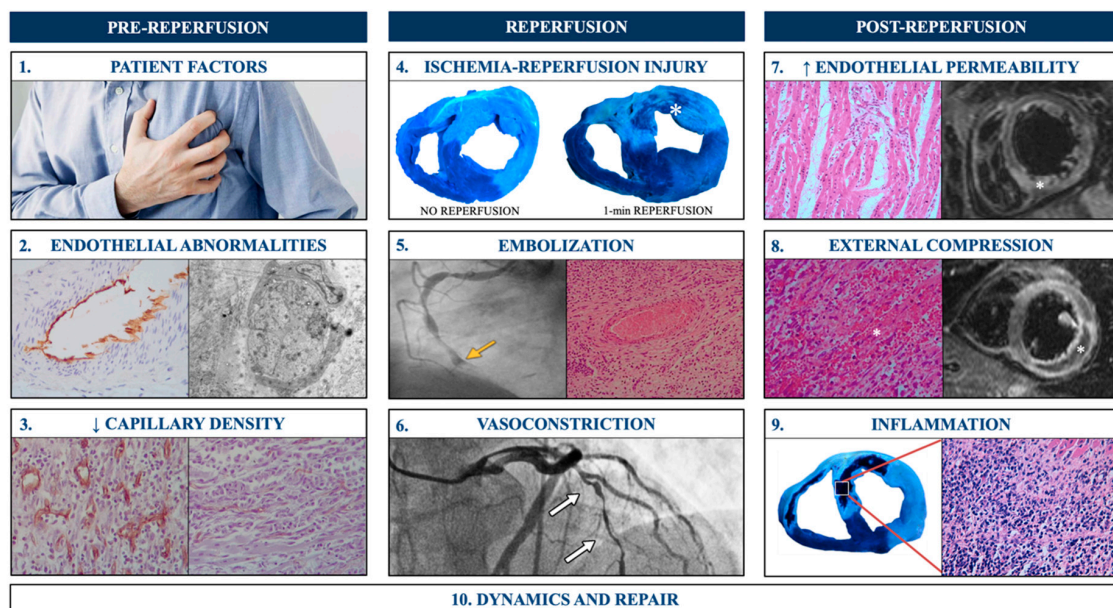 PRE-REPERFUSION
REPERFUSION
POST-REPERFUSION
1. PATIENT FACTORS
4. ISCHEMIA-REPERFUSION INJURY
7. ↑ ENDOTHELIAL PERMEABILITY
*
NO REPERFUSION
1-min REPERFUSION
*
2. ENDOTHELIAL ABNORMALITIES
5. EMBOLIZATION
8. EXTERNAL COMPRESSION
*
*
3. ↓ CAPILLARY DENSITY
6. VASOCONSTRICTION
9. INFLAMMATION
10. DYNAMICS AND REPAIR